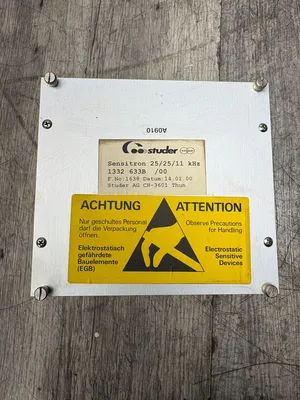 A0910
studer
Sensitron 25/25/11 kHz
1332 633B /00
F.No:1638 Datum:14.02.00
Studer AG CH-3601 Thun
ACHTUNG
Nur geschultes Personal
darf die Verpackung
öffnen.
Elektrostatisch
gefährdete
Bauelemente
(EGB)
ATTENTION
Observe Precautions
for Handling
Electrostatic
Sensitive
Devices